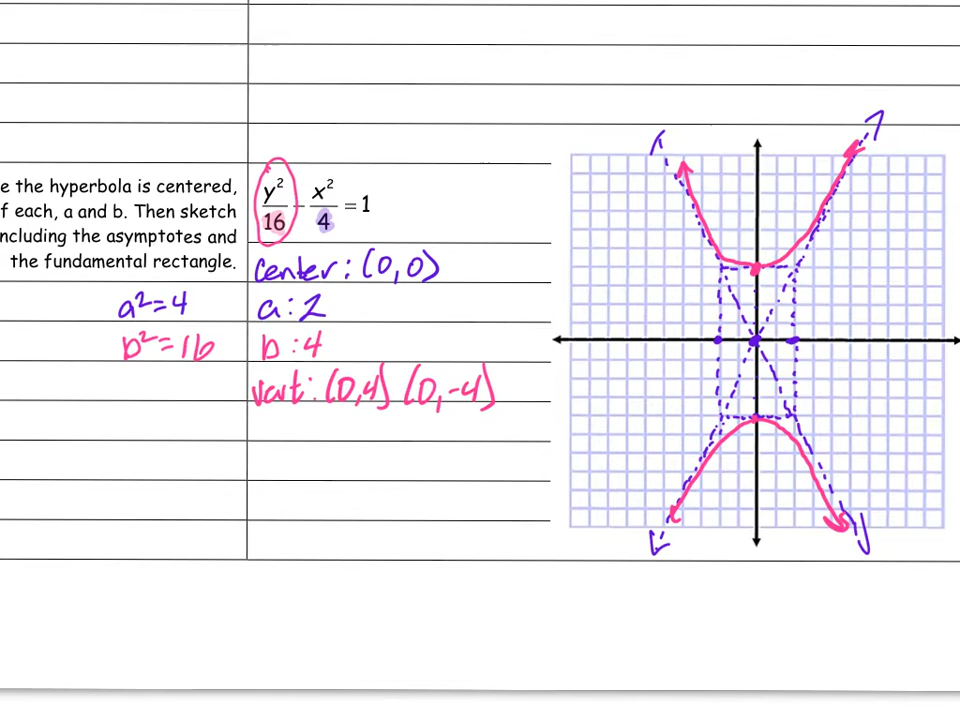 e the hyperbola is centered,
f each, a and b. Then sketch
ncluding the asymptotes and
the fundamental rectangle.
y²/16 - x²/4 = 1
center: (0,0)
a²=4
a:2
b²=16
b:4
vert: (0,4) (0,-4)